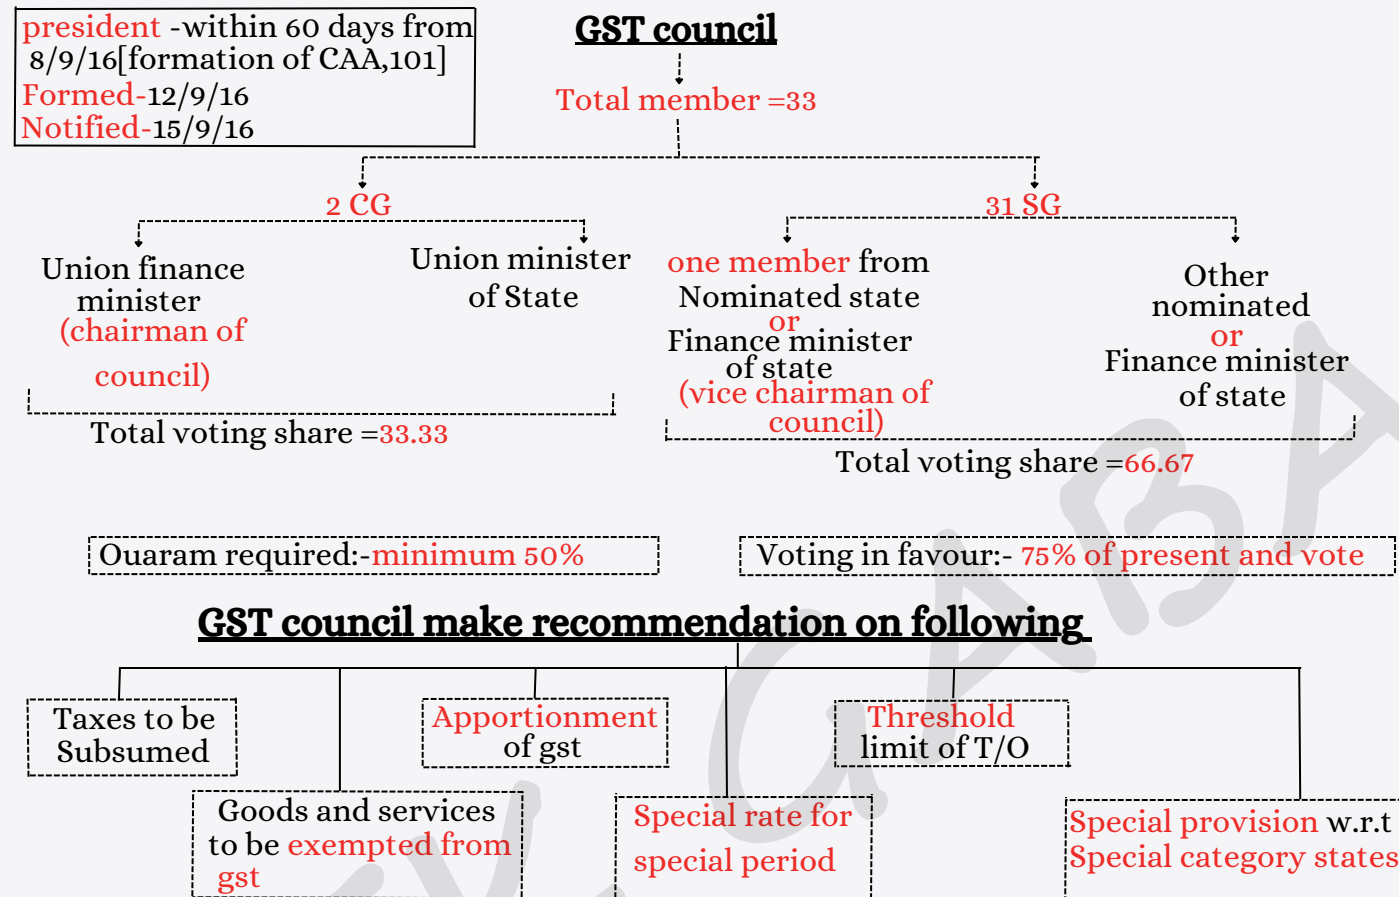 president -within 60 days from
8/9/16[formation of CAA,101]
Formed-12/9/16
Notified-15/9/16
GST council
Total member =33
2 CG
31 SG
Union finance
minister
(chairman of
council)
Union minister
of State
one member from
Nominated state
or
Finance minister
of state
(vice chairman of
council)
Other
nominated
or
Finance minister
of state
Total voting share =33.33
Total voting share =66.67
Ouaram required:-minimum 50%
Voting in favour:- 75% of present and vote
GST council make recommendation on following
Taxes to be
Subsumed
Apportionment
of gst
Threshold
limit of T/O
Goods and services
to be exempted from
gst
Special rate for
special period
Special provision w.r.t
Special category states
GABA